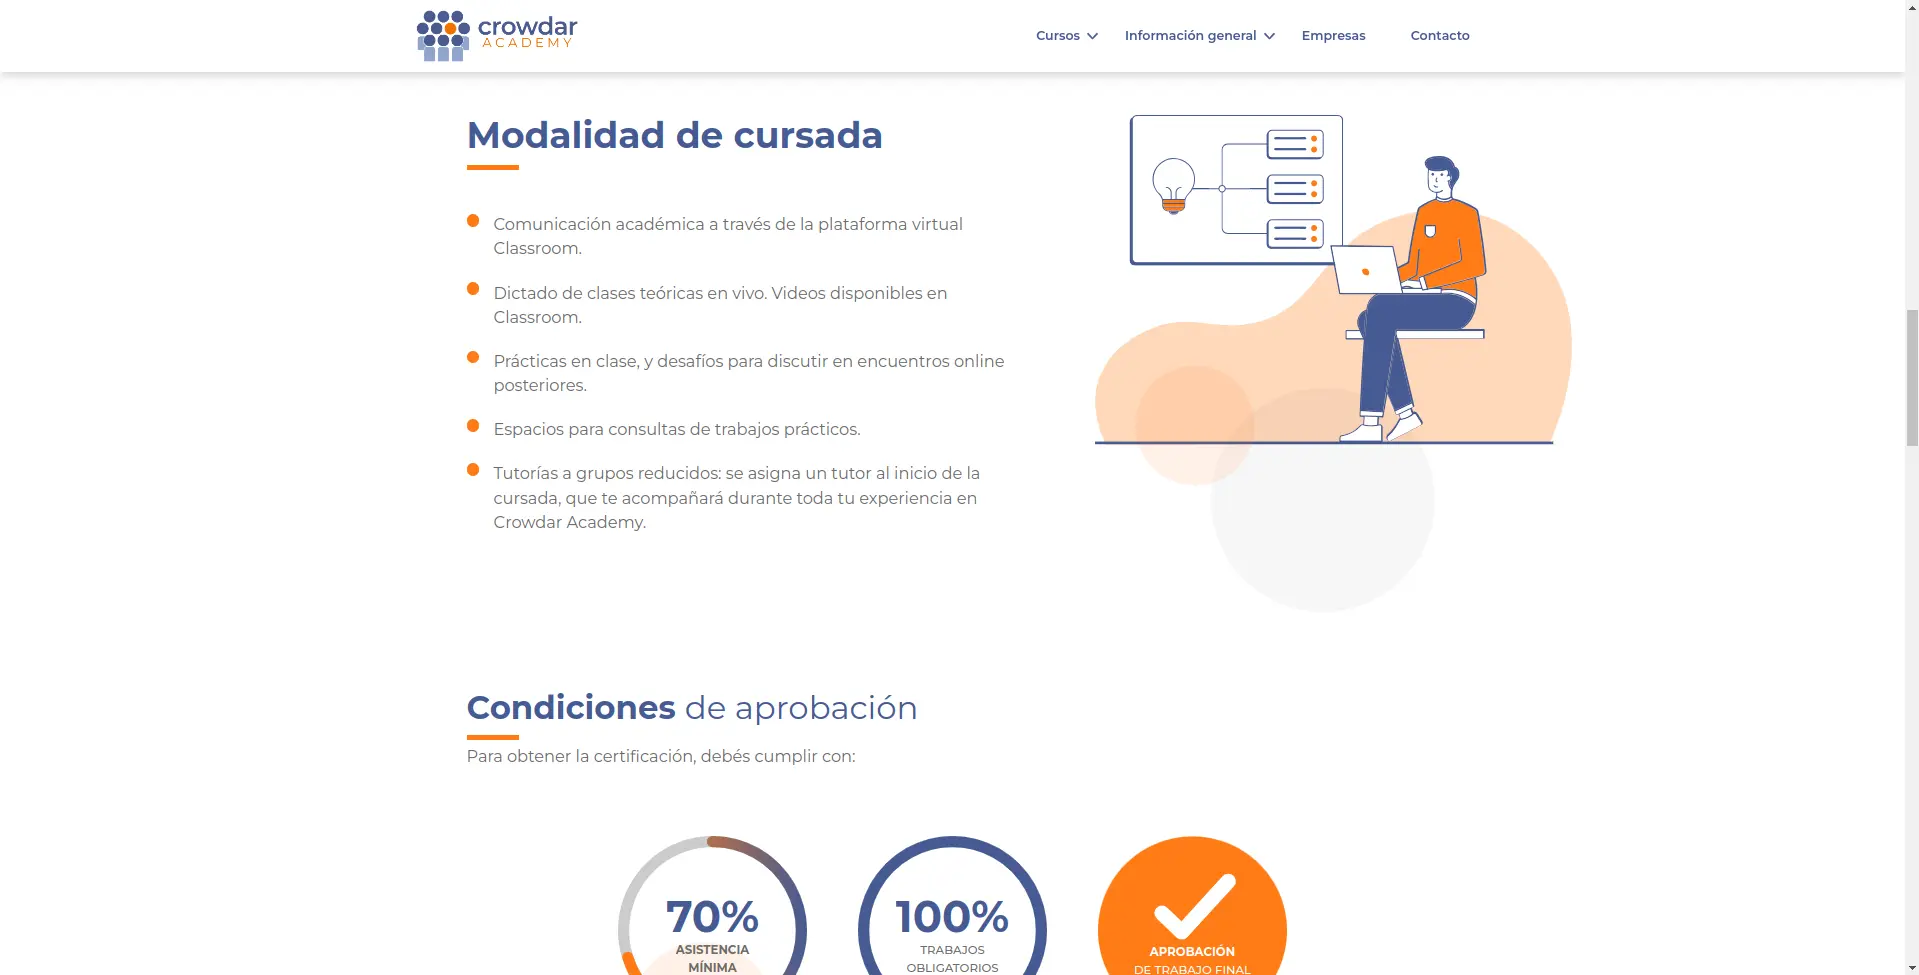 crowdar
ACADEMY
Cursos
Información general
Empresas
Contacto
Modalidad de cursada
Comunicación académica a través de la plataforma virtual
Classroom.
Dictado de clases teóricas en vivo. Videos disponibles en
Classroom.
Prácticas en clase, y desafíos para discutir en encuentros online
posteriores.
Espacios para consultas de trabajos prácticos.
Tutorías a grupos reducidos: se asigna un tutor al inicio de la
cursada, que te acompañará durante toda tu experiencia en
Crowdar Academy.
Condiciones de aprobación
Para obtener la certificación, debés cumplir con:
70%
ASISTENCIA
MÍNIMA
100%
TRABAJOS
OBLIGATORIOS
APROBACIÓN
DE TRABAJO FINAL